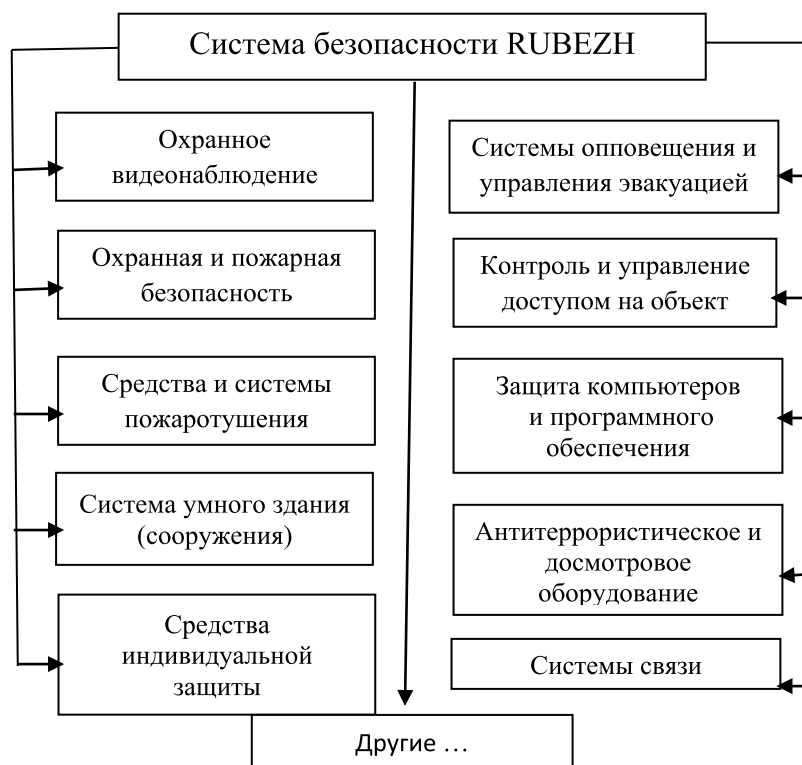 Система безопасности RUBEZH
Охранное
видеонаблюдение
Охранная и пожарная
безопасность
Средства и системы
пожаротушения
Система умного здания
(сооружения)
Средства
индивидуальной
защиты
Системы опповещения и
управления эвакуацией
Контроль и управление
доступом на объект
Защита компьютеров
и программного
обеспечения
Антитеррористическое и
досмотровое
оборудование
Системы связи
Другие …